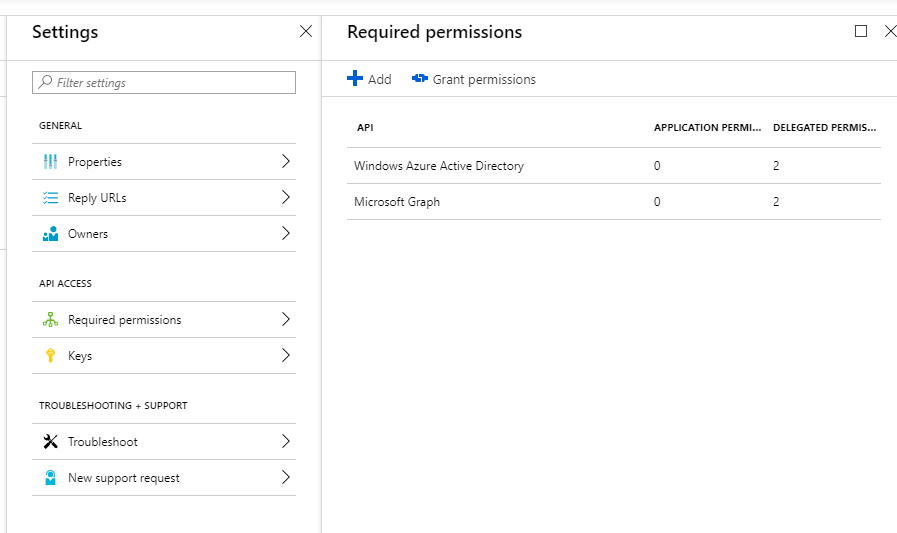 Settings
Filter settings
GENERAL
Properties
Reply URLs
Owners
API ACCESS
Required permissions
Keys
TROUBLESHOOTING + SUPPORT
Troubleshoot
New support request
Required permissions
Add Grant permissions
API APPLICATION PERMI... DELEGATED PERMIS...
Windows Azure Active Directory 0 2
Microsoft Graph 0 2